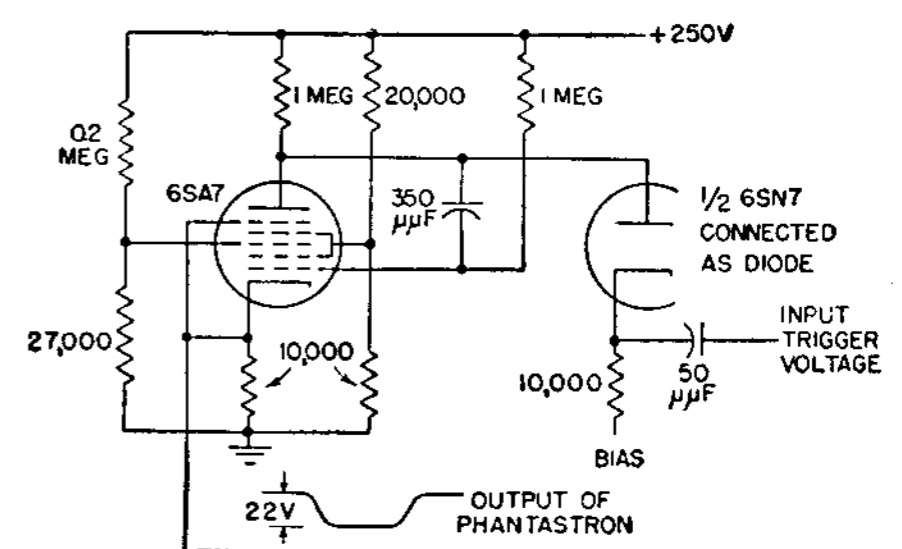 +250V
1 MEG
20,000
1 MEG
0.2
MEG
6SA7
350
μμF
1/2 6SN7
CONNECTED
AS DIODE
27,000
10,000
INPUT
TRIGGER
VOLTAGE
10,000
50
μμF
BIAS
22V
OUTPUT OF
PHANTASTRON